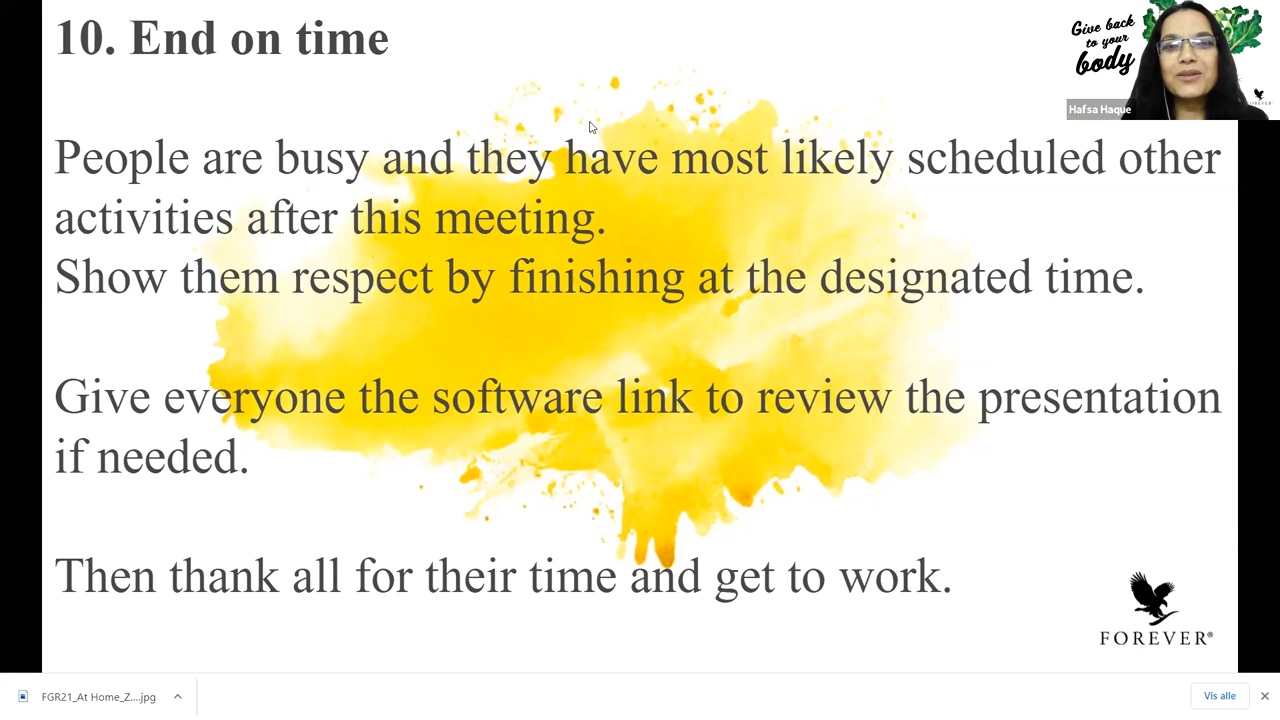 10. End on time
Give back
to your
body
FOREVER
Hafsa Haque
People are busy and they have most likely scheduled other
activities after this meeting.
Show them respect by finishing at the designated time.
Give everyone the software link to review the presentation
if needed.
Then thank all for their time and get to work.
FOREVER®
FGR21_At Home_Z....jpg
Vis alle